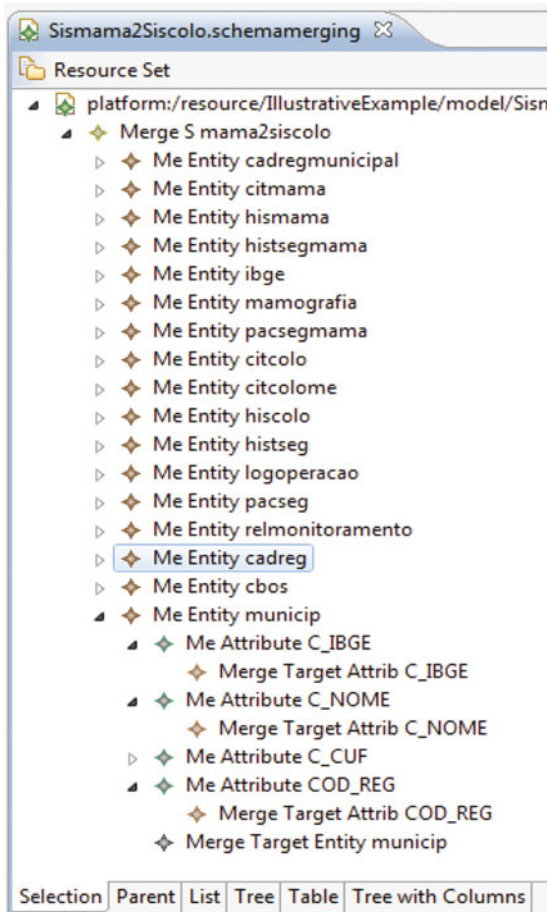 Sismama2Siscolo.schemamerging
Resource Set
platform:/resource/IllustrativeExample/model/Sism
Merge S mama2siscolo
Me Entity cadregmunicipal
Me Entity citmama
Me Entity hismama
Me Entity histsegmama
Me Entity ibge
Me Entity mamografia
Me Entity pacsegmama
Me Entity citcolo
Me Entity citcolome
Me Entity hiscolo
Me Entity histseg
Me Entity logoperacao
Me Entity pacseg
Me Entity relmonitoramento
Me Entity cadreg
Me Entity cbos
Me Entity municip
Me Attribute C_IBGE
Merge Target Attrib C_IBGE
Me Attribute C_NOME
Merge Target Attrib C_NOME
Me Attribute C_CUF
Me Attribute COD_REG
Merge Target Attrib COD_REG
Merge Target Entity municip
Selection Parent List Tree Table Tree with Columns